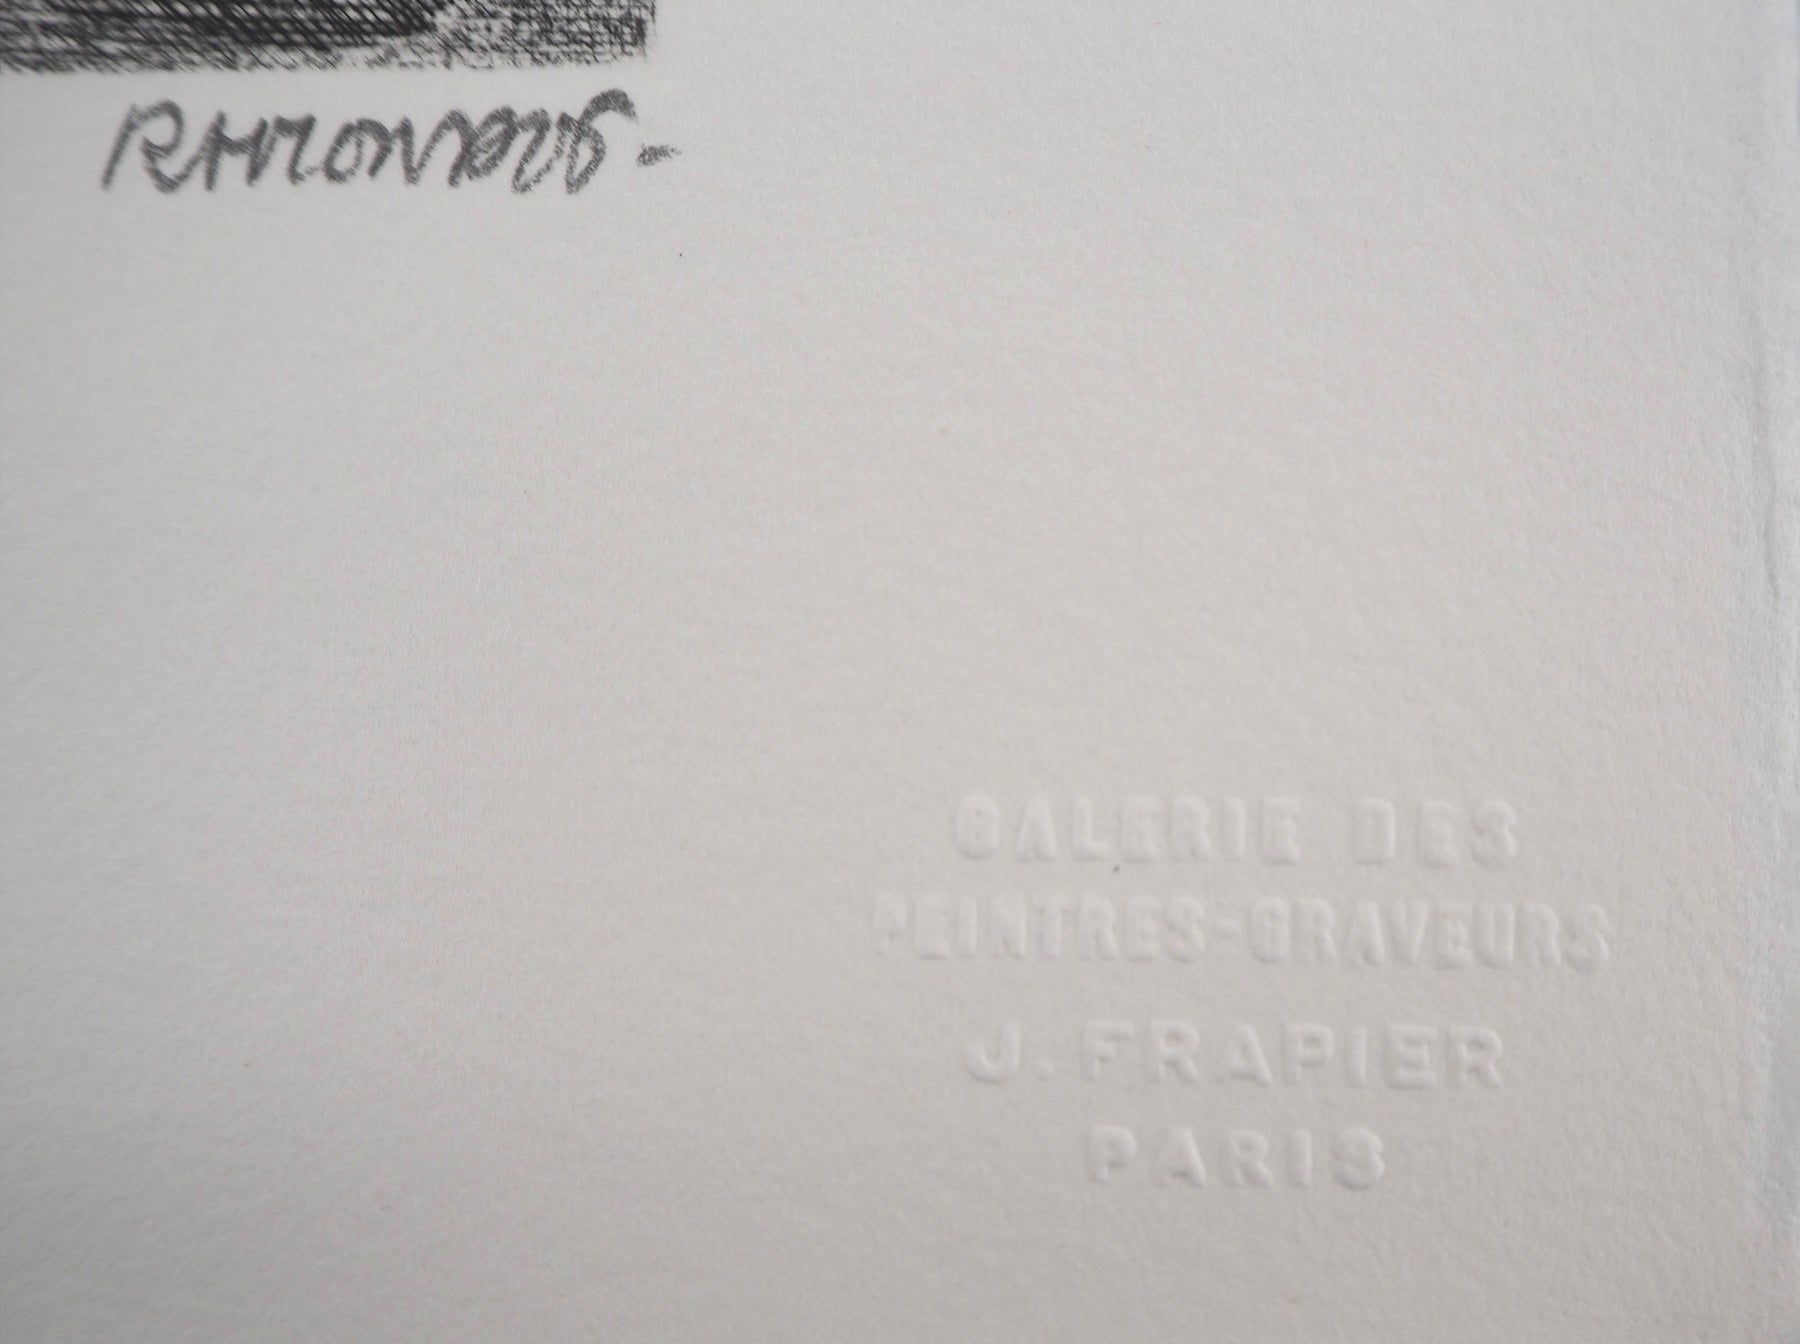 GALERIE DES
PEINTRES-GRAVEURS
J. FRAPIER
PARIS